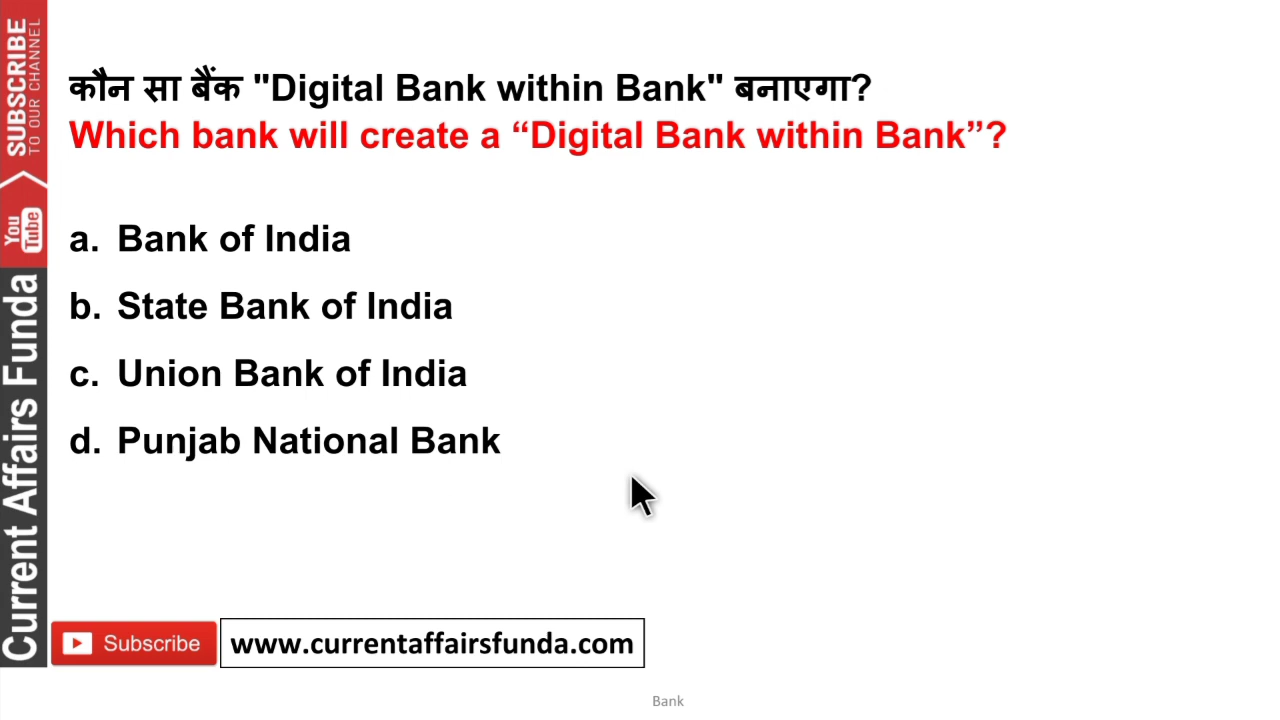 कौन सा बैंक "Digital Bank within Bank" बनाएगा?
Which bank will create a “Digital Bank within Bank”?
a. Bank of India
b. State Bank of India
c. Union Bank of India
d. Punjab National Bank
SUBSCRIBE
TO OUR CHANNEL
You
Tube
Current Affairs Funda
Subscribe
www.currentaffairsfunda.com
Bank